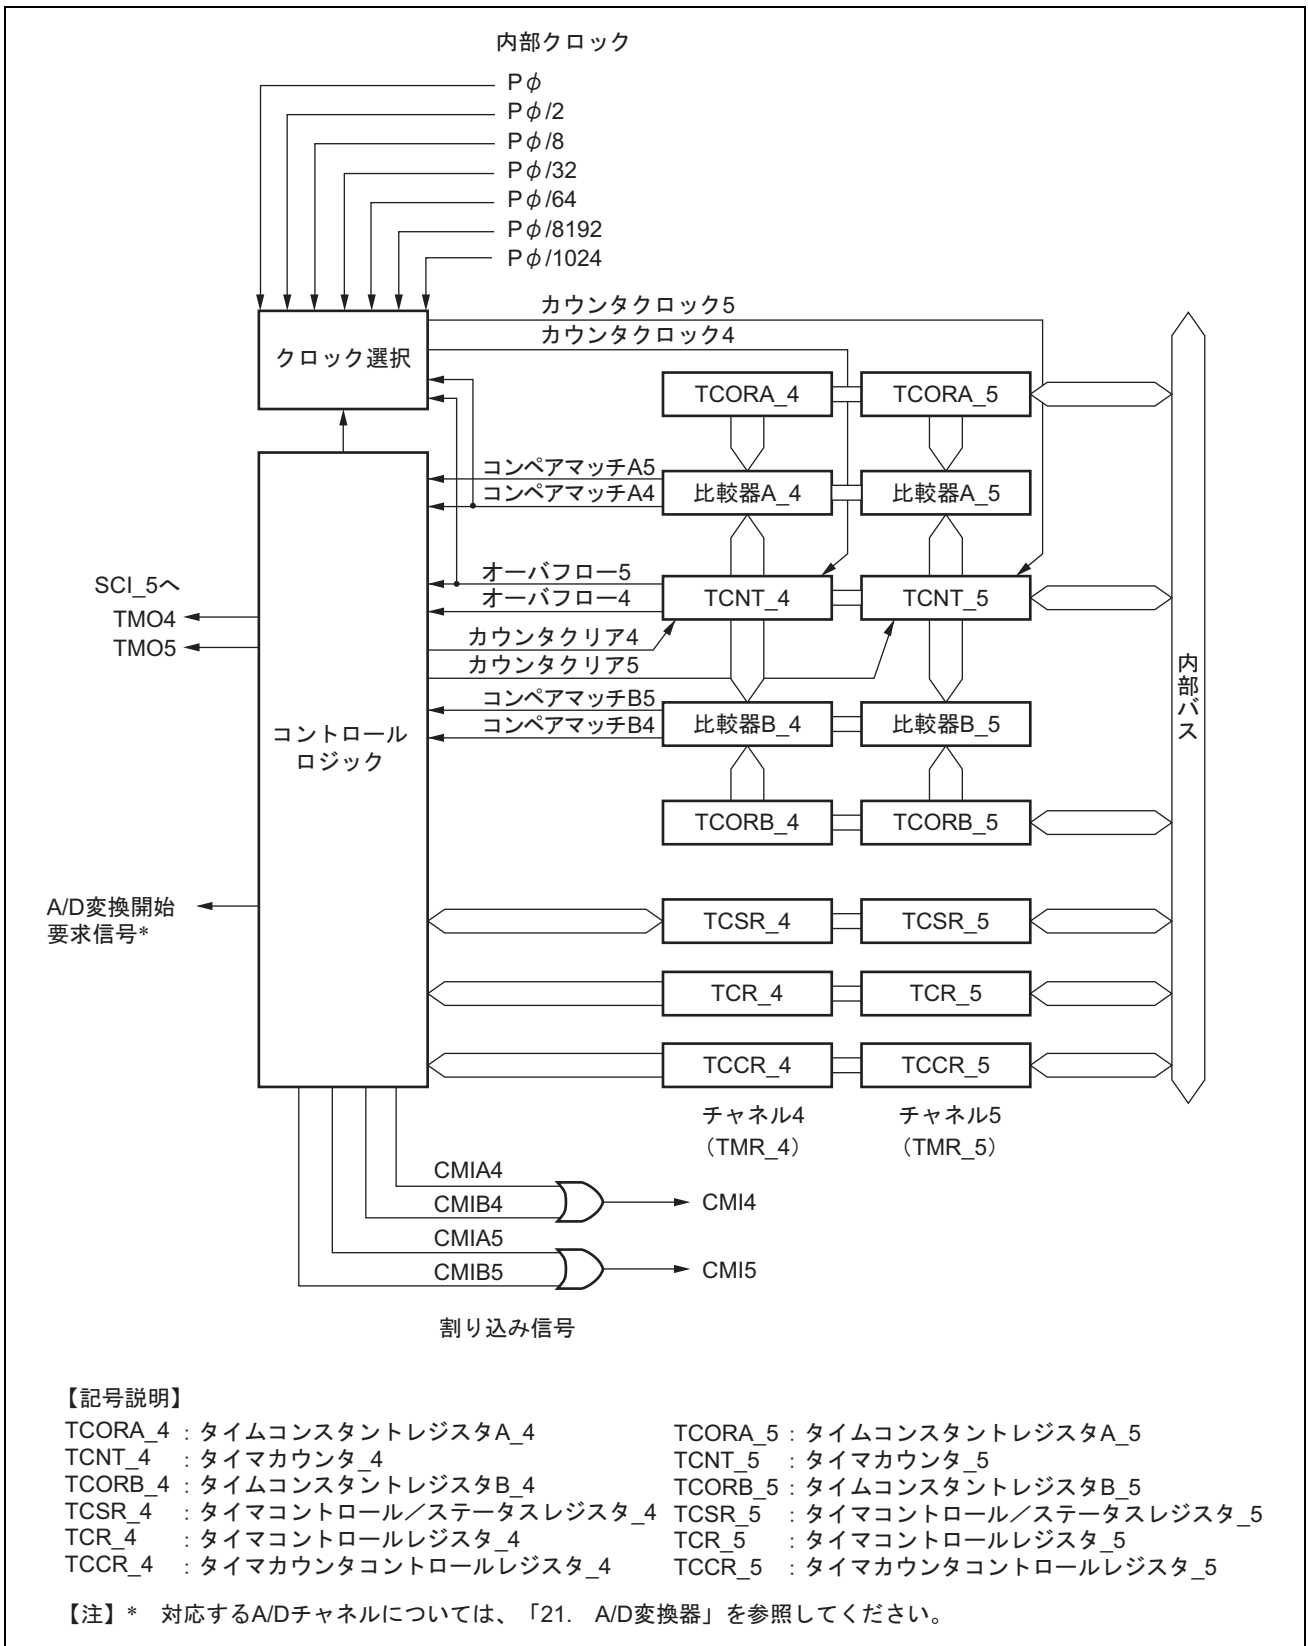 内部クロック
Pφ
Pφ/2
Pφ/8
Pφ/32
Pφ/64
Pφ/8192
Pφ/1024
カウンタクロック5
カウンタクロック4
クロック選択
TCORA_4
TCORA_5
コンペアマッチA5
コンペアマッチA4
比較器A_4
比較器A_5
SCI_5へ
TMO4
TMO5
オーバフロー5
オーバフロー4
TCNT_4
TCNT_5
カウンタクリア4
カウンタクリア5
内部バス
コンペアマッチB5
コンペアマッチB4
比較器B_4
比較器B_5
コントロール
ロジック
TCORB_4
TCORB_5
A/D変換開始
要求信号*
TCSR_4
TCSR_5
TCR_4
TCR_5
TCCR_4
TCCR_5
チャネル4
（TMR_4）
チャネル5
（TMR_5）
CMIA4
CMIB4
CMI4
CMIA5
CMIB5
CMI5
割り込み信号
【記号説明】
TCORA_4 : タイムコンスタントレジスタA_4
TCNT_4 : タイマカウンタ_4
TCORB_4 : タイムコンスタントレジスタB_4
TCSR_4 : タイマコントロール／ステータスレジスタ_4
TCR_4 : タイマコントロールレジスタ_4
TCCR_4 : タイマカウンタコントロールレジスタ_4
TCORA_5 : タイムコンスタントレジスタA_5
TCNT_5 : タイマカウンタ_5
TCORB_5 : タイムコンスタントレジスタB_5
TCSR_5 : タイマコントロール／ステータスレジスタ_5
TCR_5 : タイマコントロールレジスタ_5
TCCR_5 : タイマカウンタコントロールレジスタ_5
【注】* 対応するA/Dチャネルについては、「21. A/D変換器」を参照してください。